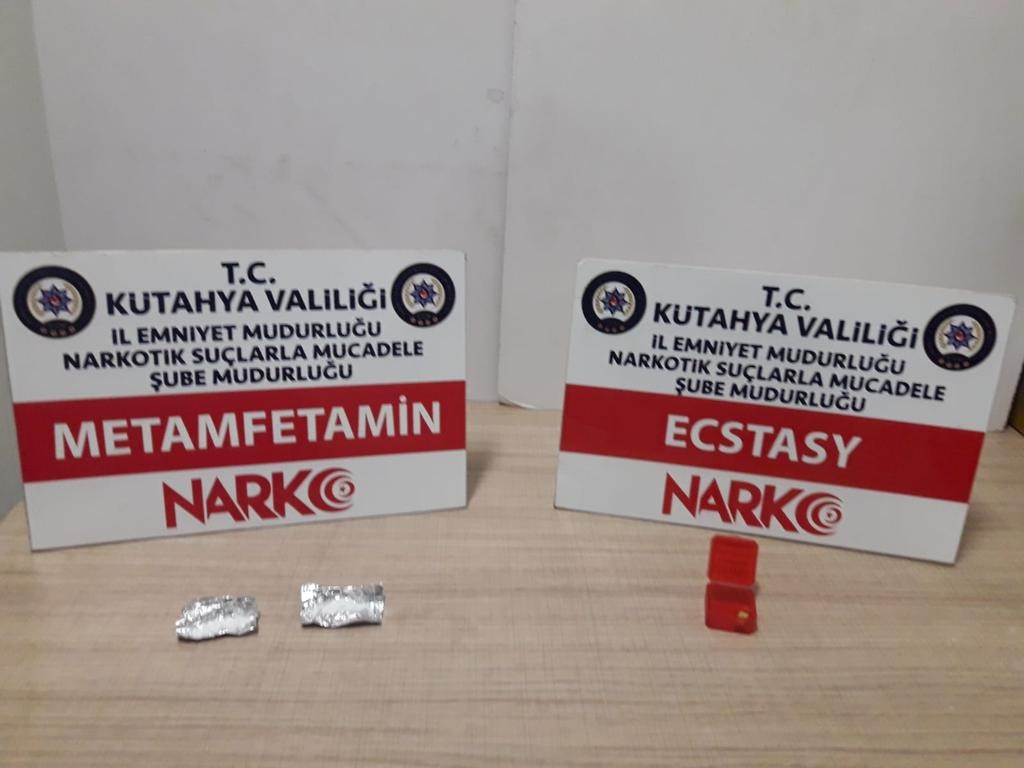 T.C.
KUTAHYA VALiLiĞi
iL EMNiYET MUDURLUĞU
NARKOTIK SUÇLARLA MUCADELE
ŞUBE MUDURLUĞU
METAMFETAMİN
NARKO
T.C.
KUTAHYA VALiLiĞi
iL EMNiYET MUDURLUĞU
NARKOTIK SUÇLARLA MUCADELE
ŞUBE MUDURLUĞU
ECSTASY
NARKO